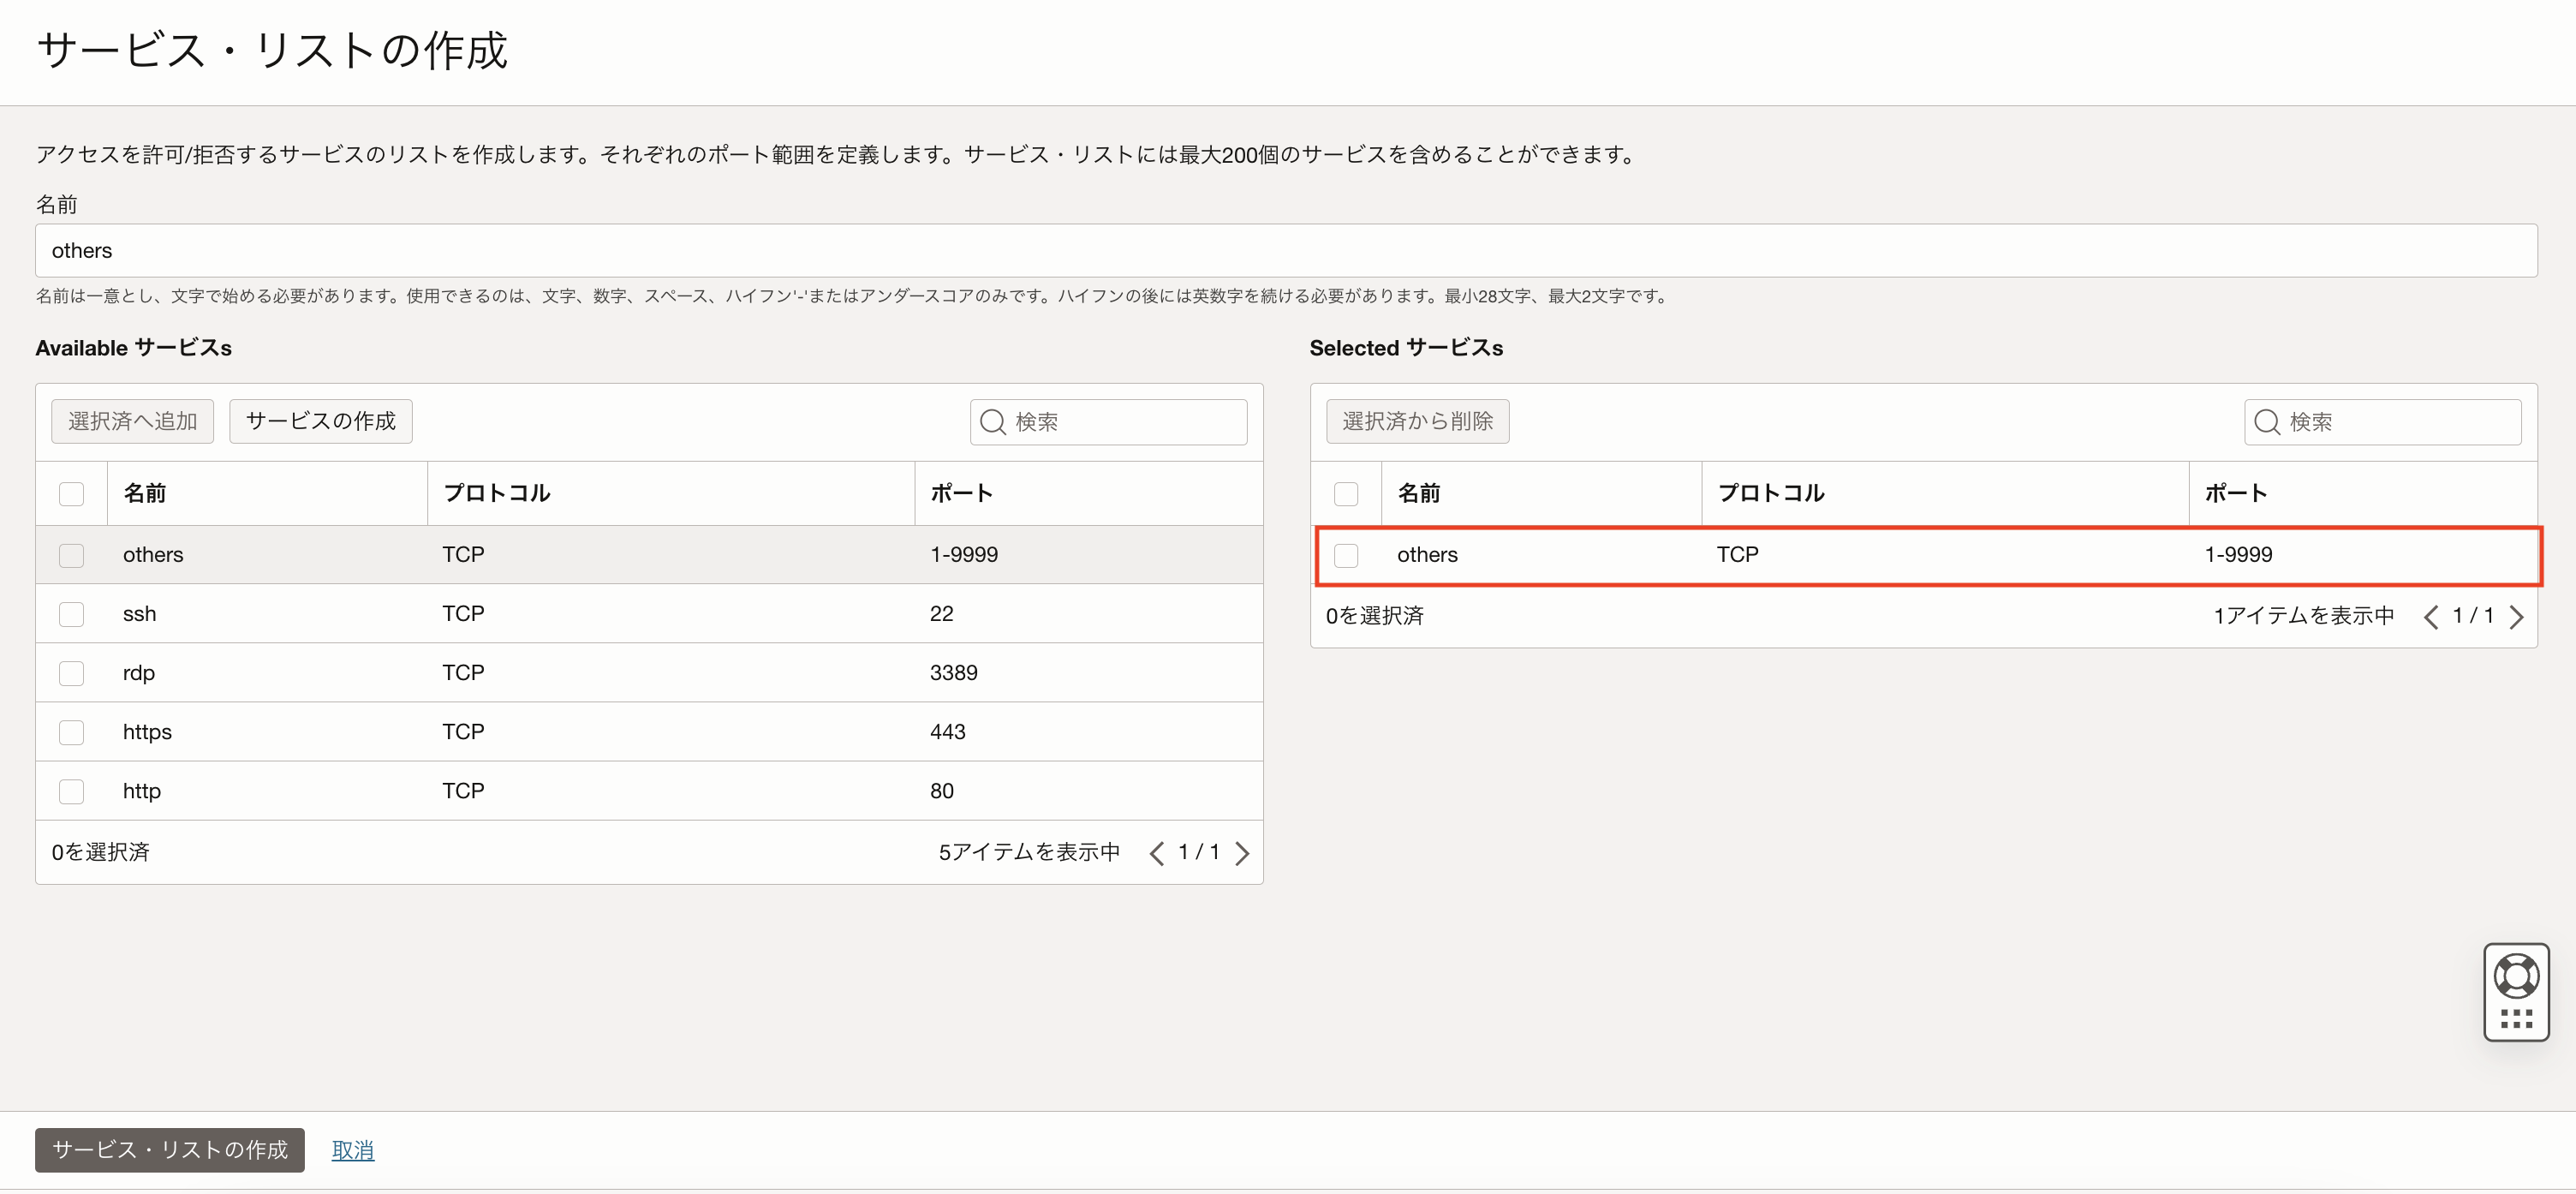 サービス・リストの作成
アクセスを許可/拒否するサービスのリストを作成します。それぞれのポート範囲を定義します。サービス・リストには最大200個のサービスを含めることができます。
名前
others
名前は一意とし、文字で始める必要があります。使用できるのは、文字、数字、スペース、ハイフン'-'またはアンダースコアのみです。ハイフンの後には英数字を続ける必要があります。最小28文字、最大2文字です。
Available サービスs
選択済へ追加 サービスの作成 検索
名前 プロトコル ポート
others TCP 1-9999
ssh TCP 22
rdp TCP 3389
https TCP 443
http TCP 80
0を選択済 5アイテムを表示中 1 / 1
Selected サービスs
選択済から削除 検索
名前 プロトコル ポート
others TCP 1-9999
0を選択済 1アイテムを表示中 1 / 1
サービス・リストの作成 取消